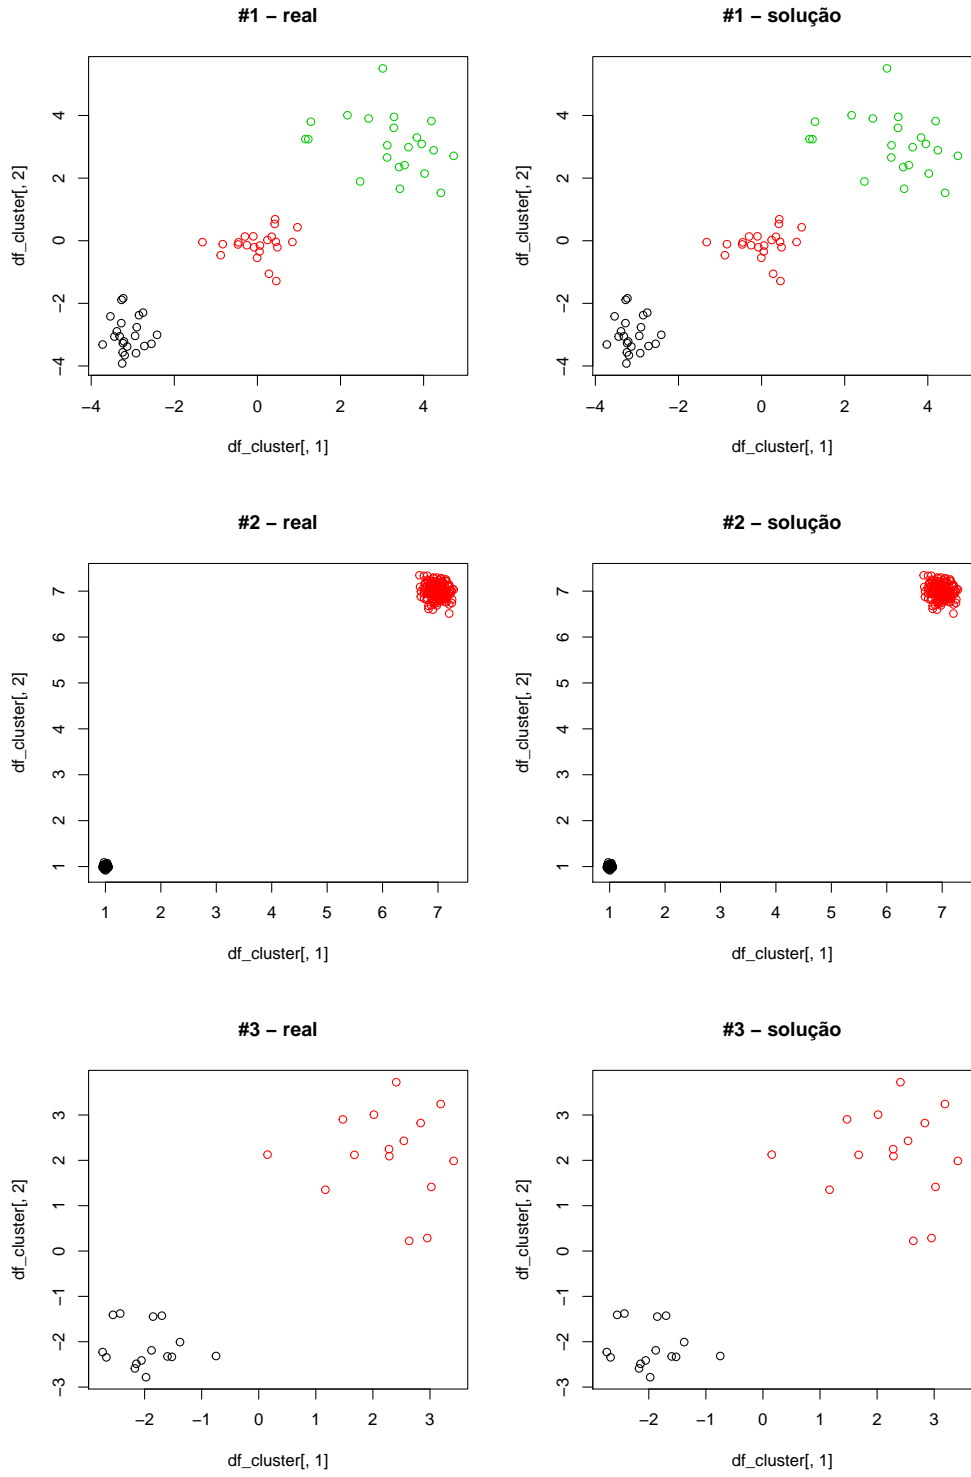 #1 − real
#1 − solução
df_cluster[, 2]
4
2
0
−2
−4
−4 −2 0 2 4
df_cluster[, 1]
df_cluster[, 2]
4
2
0
−2
−4
−4 −2 0 2 4
df_cluster[, 1]
#2 − real
#2 − solução
df_cluster[, 2]
7
6
5
4
3
2
1
1 2 3 4 5 6 7
df_cluster[, 1]
df_cluster[, 2]
7
6
5
4
3
2
1
1 2 3 4 5 6 7
df_cluster[, 1]
#3 − real
#3 − solução
df_cluster[, 2]
3
2
1
0
−1
−2
−3
−2 −1 0 1 2 3
df_cluster[, 1]
df_cluster[, 2]
3
2
1
0
−1
−2
−3
−2 −1 0 1 2 3
df_cluster[, 1]